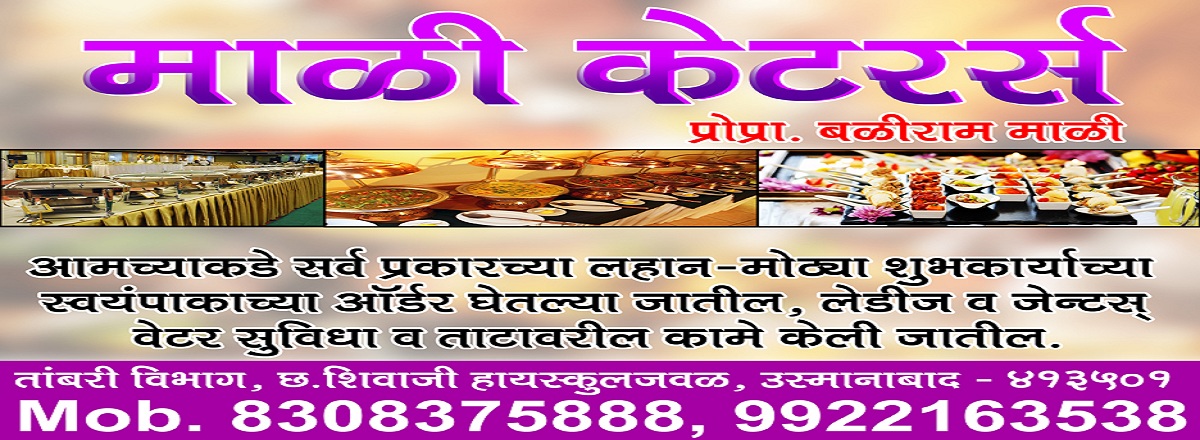 माळी केटरर्स
प्रोप्रा. बळीराम माळी
आमच्याकडे सर्व प्रकारच्या लहान-मोठ्या शुभकार्याच्या
स्वयंपाकाच्या ऑर्डर घेतल्या जातील, लेडीज व जेन्टस्
वेटर सुविधा व ताटावरील कामे केली जातील.
तांबरी विभाग, छ.शिवाजी हायस्कुलजवळ, उस्मानाबाद - ४१३५०१
Mob. 8308375888, 9922163538